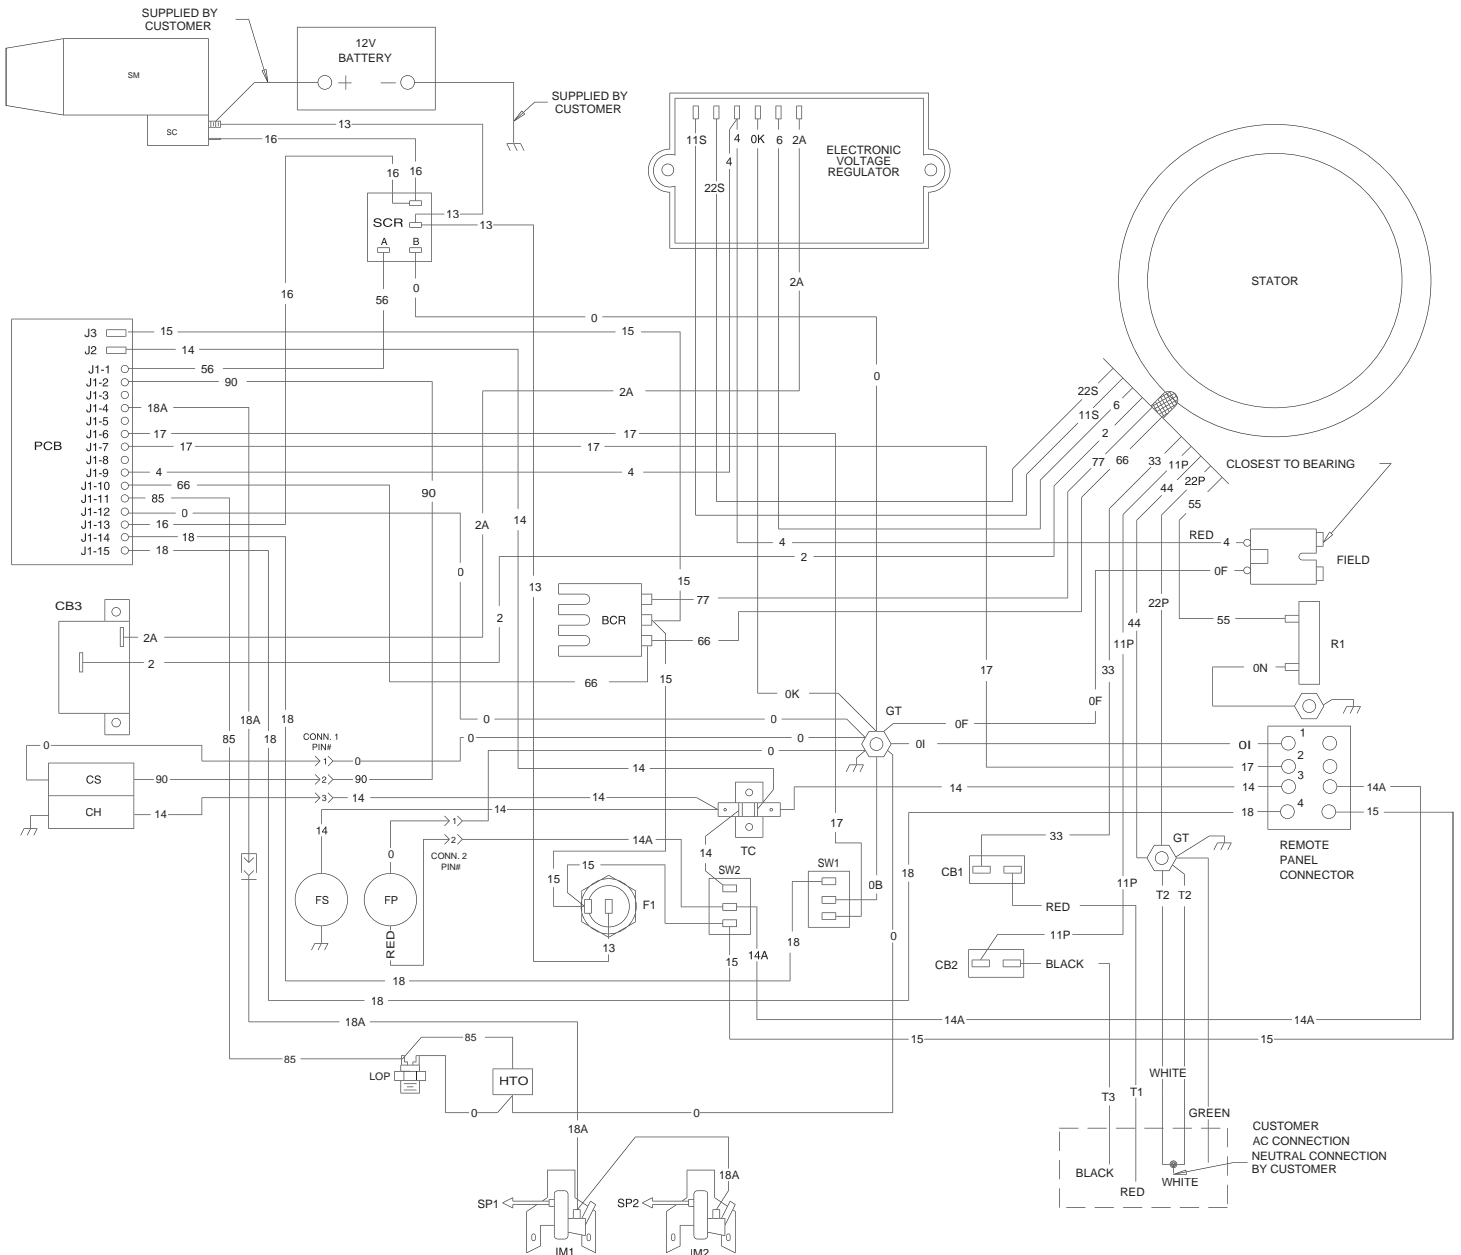 SUPPLIED BY
CUSTOMER
12V
BATTERY
SM
SC
13
16
SUPPLIED BY
CUSTOMER
16
16
SCR
13
13
A
B
16
56
0
0
11S
4
0K
6
2A
4
22S
ELECTRONIC
VOLTAGE
REGULATOR
2A
STATOR
PCB
J3
15
15
J2
14
J1-1
56
J1-2
90
J1-3
J1-4
18A
J1-5
J1-6
17
17
J1-7
17
17
J1-8
J1-9
4
4
J1-10
66
J1-11
85
J1-12
0
J1-13
16
J1-14
18
J1-15
18
0
2A
90
2A
14
0
13
15
2
22S
11S
6
2
77
66
33
11P
44
22P
55
CLOSEST TO BEARING
4
2
RED
4
0F
FIELD
CB3
2A
2
BCR
77
66
66
15
22P
44
11P
33
55
0N
R1
17
0K
0F
GT
0F
0
0
0
0
0
0I
18A
85
18
18
0
CONN. 1
PIN#
1
0
CS
90
2
90
CH
14
3
14
14
14
14
14
0I
1
17
2
14
3
14A
18
4
15
REMOTE
PANEL
CONNECTOR
14
0
1
2
CONN. 2
PIN#
14A
TC
14
SW2
SW1
17
0B
18
0
18
FS
FP
RED
15
15
F1
13
15
14A
CB1
33
RED
11P
11P
CB2
BLACK
GT
T2
T2
18
18
14A
14A
15
15
18A
85
85
LOP
HTO
0
0
18A
18A
SP1
IM1
SP2
IM2
T3
T1
WHITE
GREEN
BLACK
RED
WHITE
CUSTOMER
AC CONNECTION
NEUTRAL CONNECTION
BY CUSTOMER